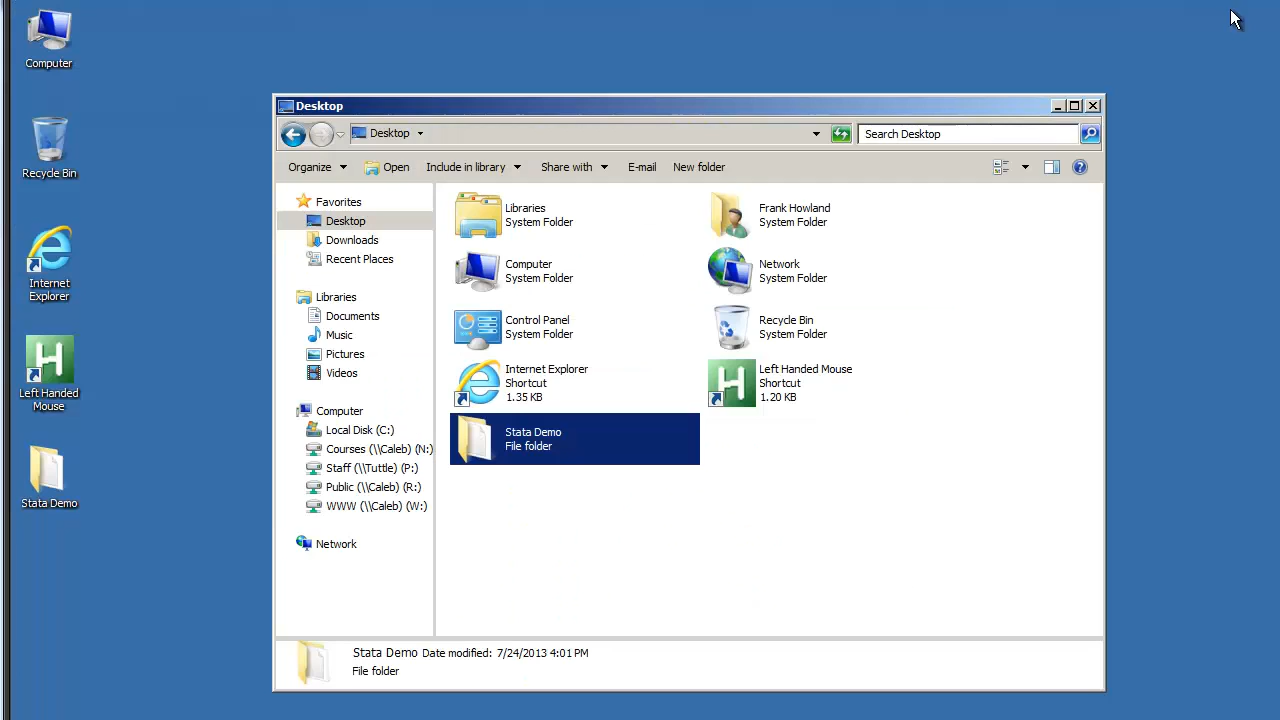 Computer
Recycle Bin
Internet
Explorer
Left Handed
Mouse
Stata Demo
Desktop
Desktop
Search Desktop
Organize
Open
Include in library
Share with
E-mail
New folder
Favorites
Desktop
Downloads
Recent Places
Libraries
Documents
Music
Pictures
Videos
Computer
Local Disk (C:)
Courses (\\Caleb) (N:)
Staff (\\Tuttle) (P:)
Public (\\Caleb) (R:)
WWW (\\Caleb) (W:)
Network
Libraries
System Folder
Frank Howland
System Folder
Computer
System Folder
Network
System Folder
Control Panel
System Folder
Recycle Bin
System Folder
Internet Explorer
Shortcut
1.35 KB
Left Handed Mouse
Shortcut
1.20 KB
Stata Demo
File folder
Stata Demo Date modified: 7/24/2013 4:01 PM
File folder